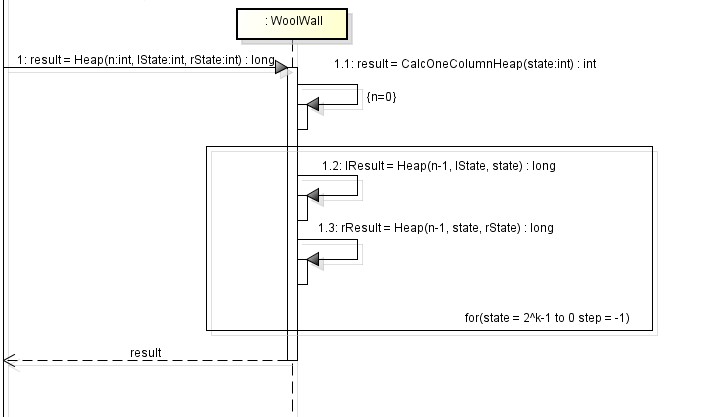 : WoolWall
1: result = Heap(n:int, lState:int, rState:int) : long
1.1: result = CalcOneColumnHeap(state:int) : int
{n=0}
1.2: lResult = Heap(n-1, lState, state) : long
1.3: rResult = Heap(n-1, state, rState) : long
for(state = 2^k-1 to 0 step = -1)
result